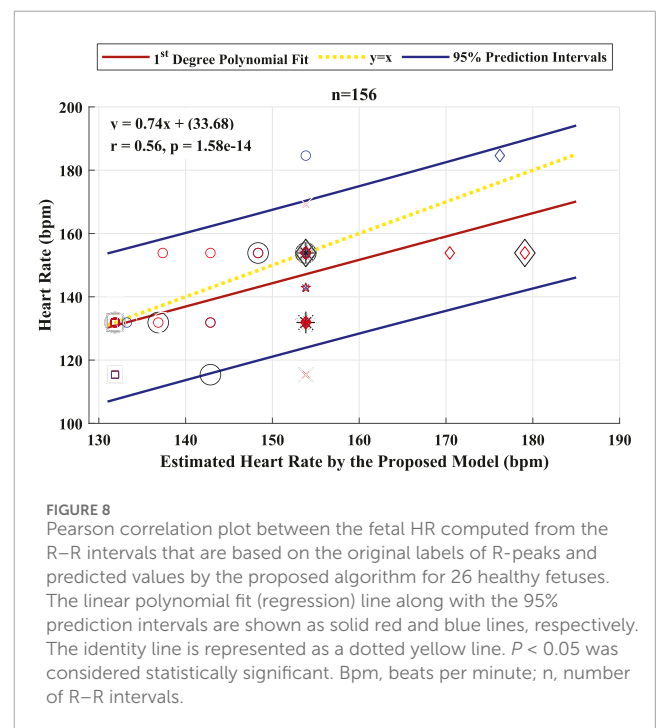 1st Degree Polynomial Fit y=x 95% Prediction Intervals
n=156
y = 0.74x + (33.68)
r = 0.56, p = 1.58e-14
Heart Rate (bpm)
200
180
160
140
120
100
130 140 150 160 170 180 190
Estimated Heart Rate by the Proposed Model (bpm)
FIGURE 8
Pearson correlation plot between the fetal HR computed from the
R–R intervals that are based on the original labels of R-peaks and
predicted values by the proposed algorithm for 26 healthy fetuses.
The linear polynomial fit (regression) line along with the 95%
prediction intervals are shown as solid red and blue lines, respectively.
The identity line is represented as a dotted yellow line. P < 0.05 was
considered statistically significant. Bpm, beats per minute; n, number
of R–R intervals.